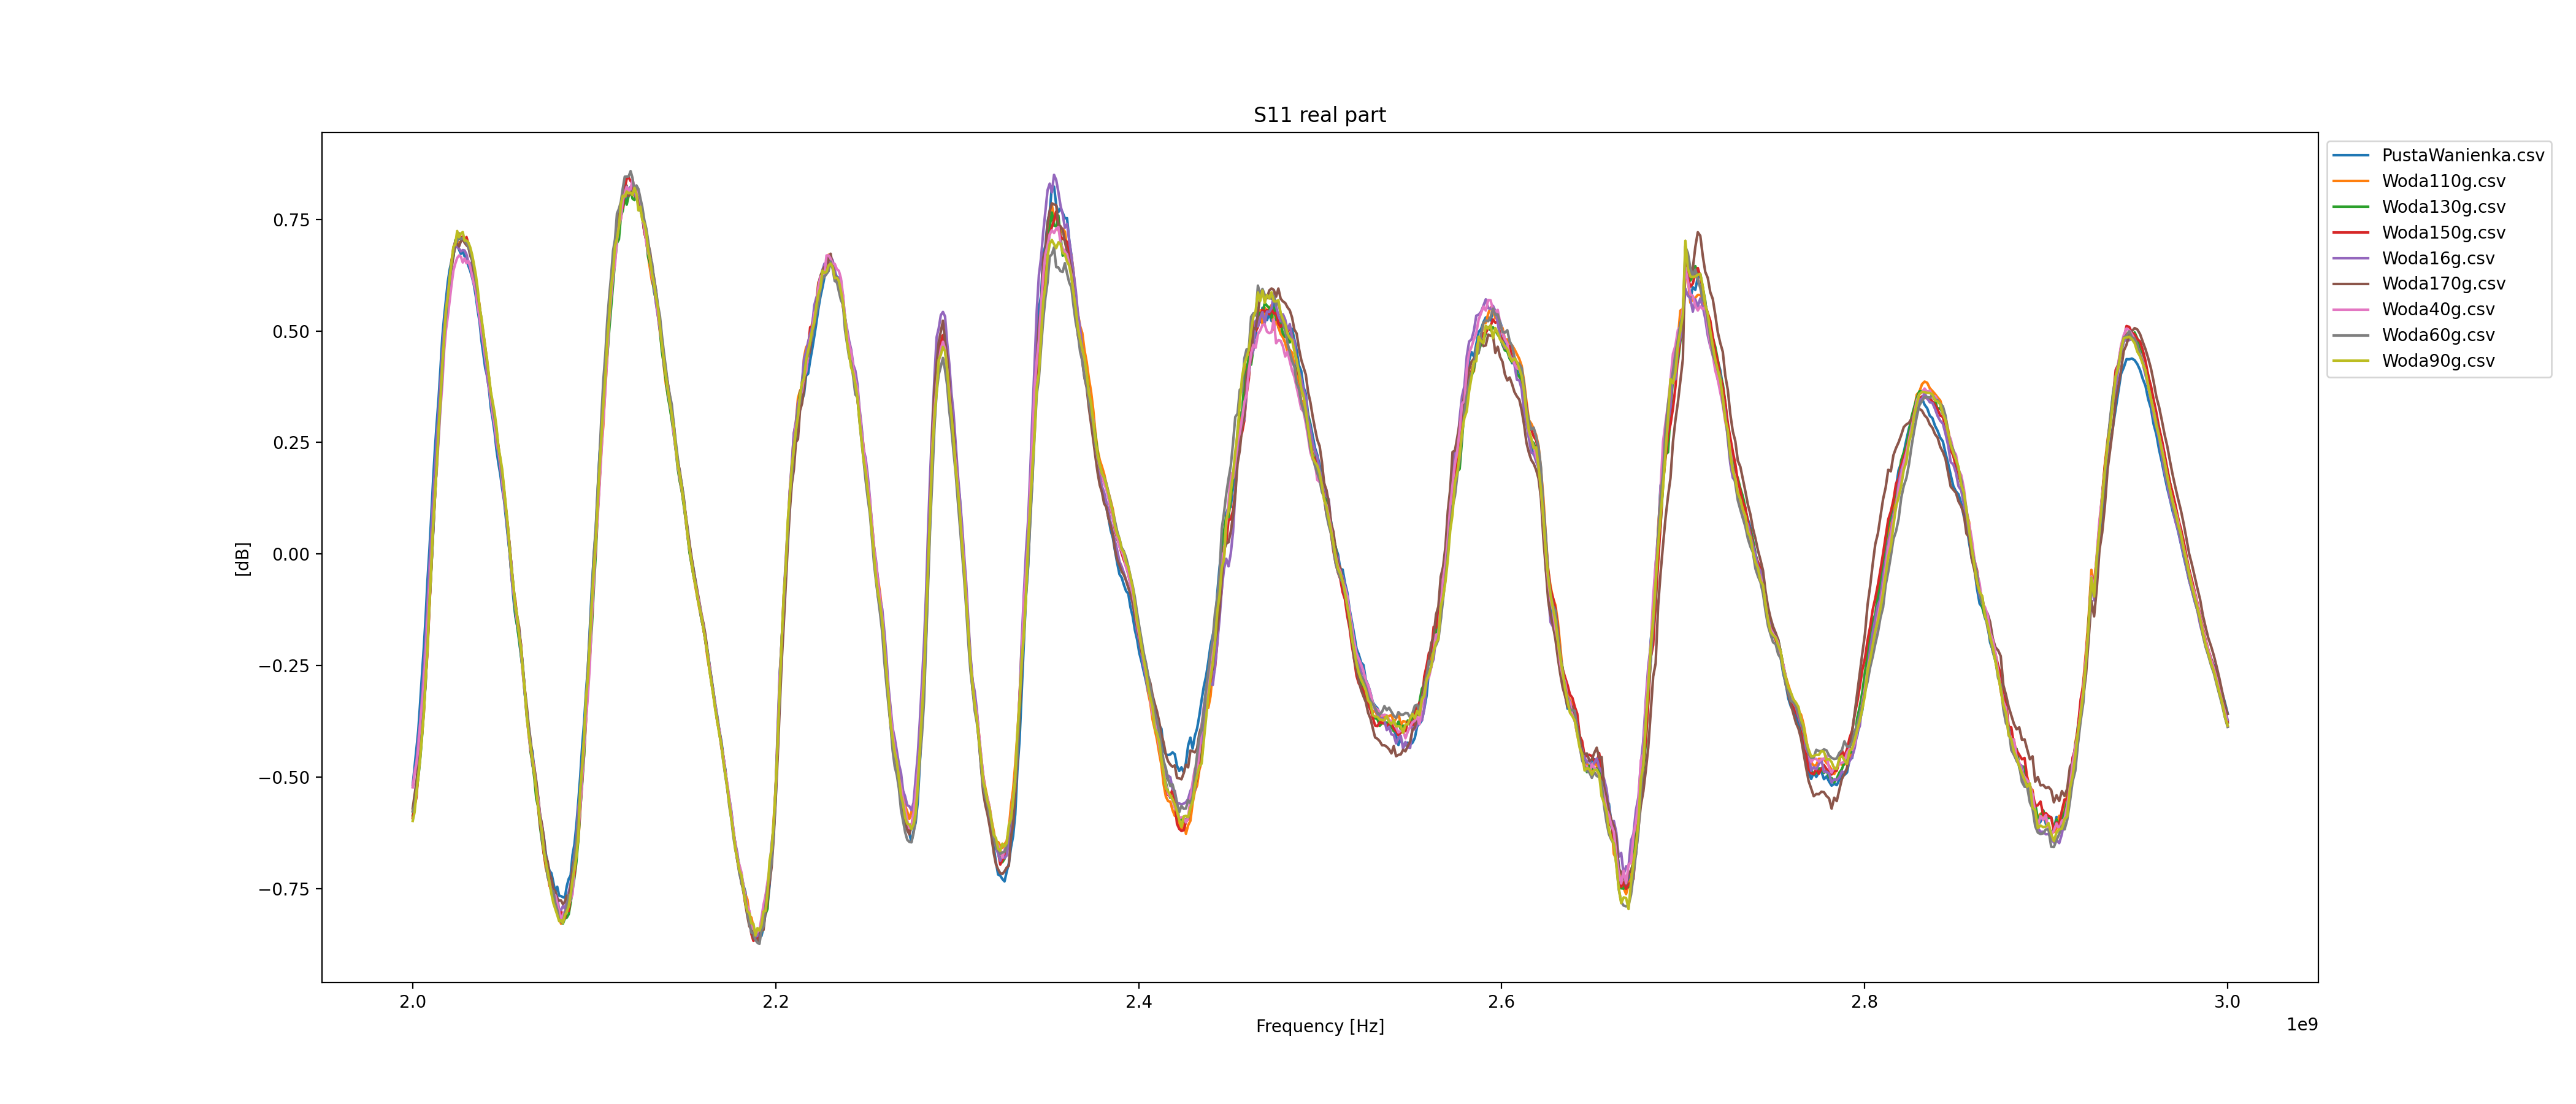 S11 real part
PustaWanienka.csv
Woda110g.csv
Woda130g.csv
Woda150g.csv
Woda16g.csv
Woda170g.csv
Woda40g.csv
Woda60g.csv
Woda90g.csv
[dB]
0.75
0.50
0.25
0.00
−0.25
−0.50
−0.75
2.0 2.2 2.4 2.6 2.8 3.0
Frequency [Hz]
1e9